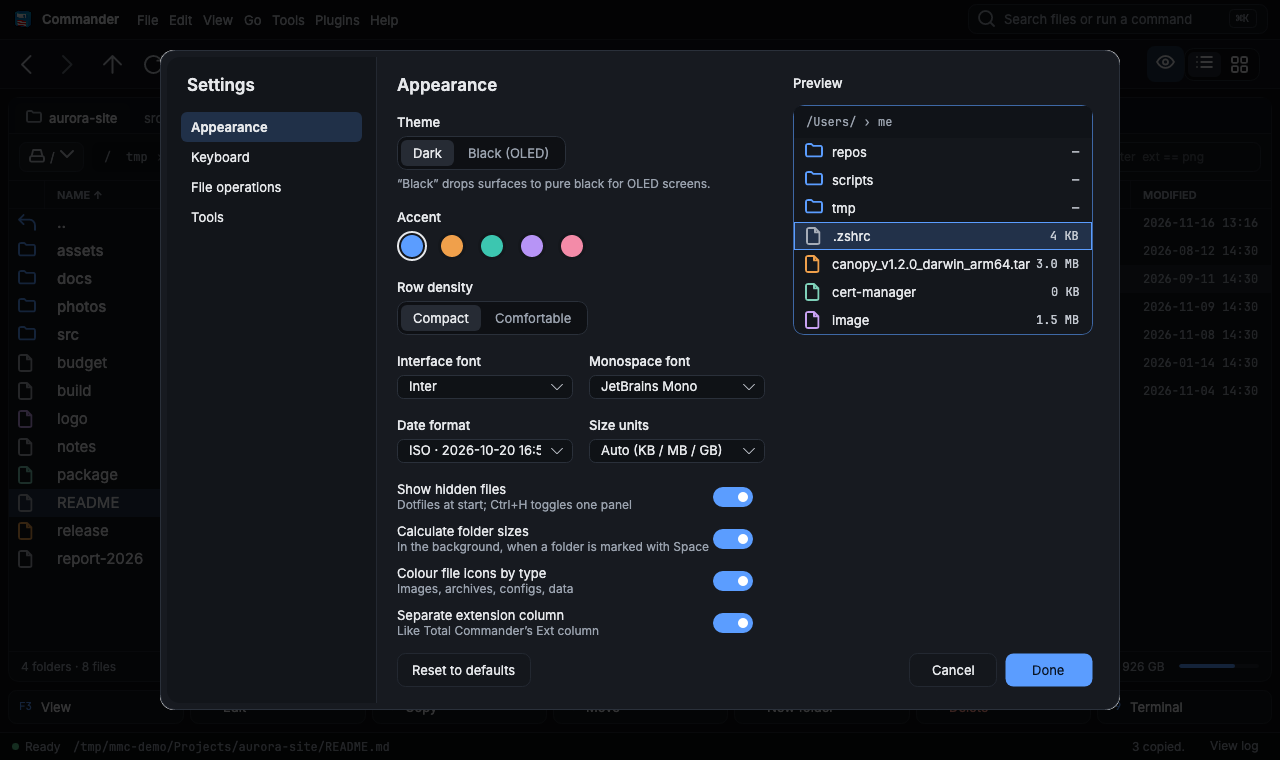 Commander File Edit View Go Tools Plugins Help Search files or run a command ⌘K
aurora-site src
/ / tmp ext == png
NAME ↑ MODIFIED
.. 2026-11-16 13:16
assets 2026-08-12 14:30
docs 2026-09-11 14:30
photos 2026-11-09 14:30
src 2026-11-08 14:30
budget 2026-01-14 14:30
build 2026-11-04 14:30
logo
notes
package
README
release
report-2026
4 folders · 8 files 926 GB
Settings
Appearance
Keyboard
File operations
Tools
Appearance
Theme
Dark Black (OLED)
“Black” drops surfaces to pure black for OLED screens.
Accent
Row density
Compact Comfortable
Interface font Monospace font
Inter JetBrains Mono
Date format Size units
ISO · 2026-10-20 16:5 Auto (KB / MB / GB)
Show hidden files
Dotfiles at start; Ctrl+H toggles one panel
Calculate folder sizes
In the background, when a folder is marked with Space
Colour file icons by type
Images, archives, configs, data
Separate extension column
Like Total Commander’s Ext column
Reset to defaults Cancel Done
Preview
/Users/ › me
repos –
scripts –
tmp –
.zshrc 4 KB
canopy_v1.2.0_darwin_arm64.tar 3.0 MB
cert-manager 0 KB
image 1.5 MB
F3 View Edit Copy Move New folder Delete Terminal
Ready /tmp/mmc-demo/Projects/aurora-site/README.md 3 copied. View log